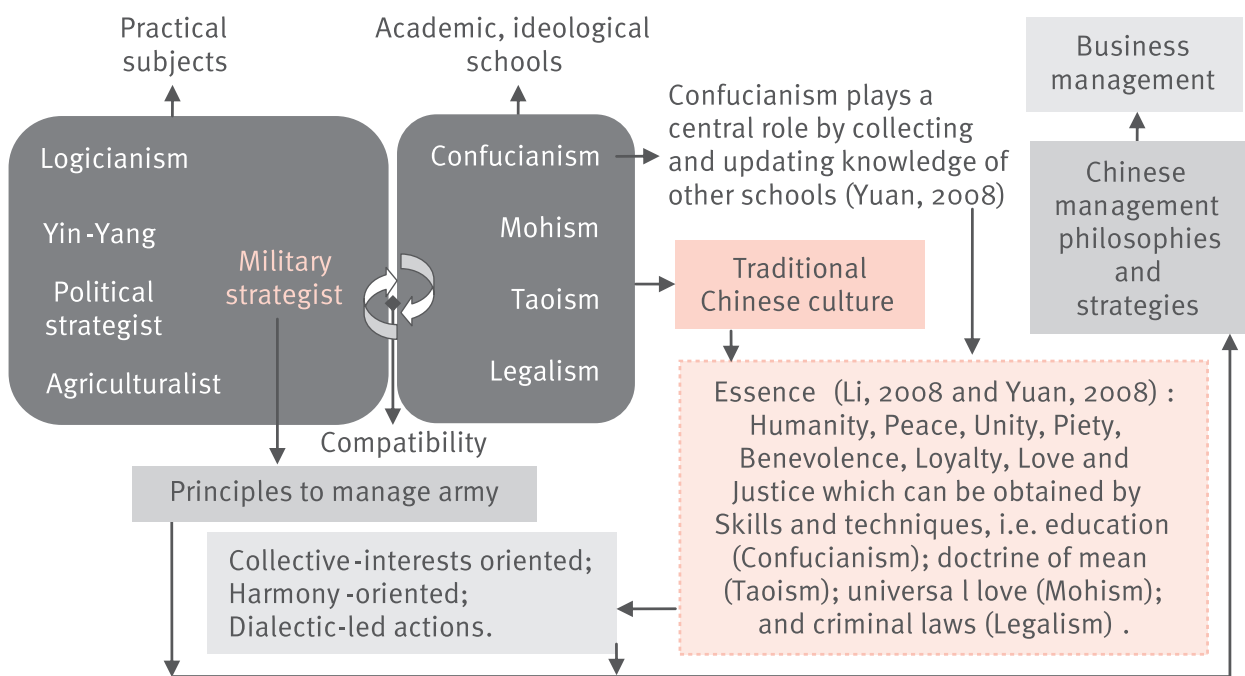 Practical
subjects
Academic, ideological
schools
Business
management
Logicianism
Yin-Yang
Political
strategist
Agriculturalist
Military
strategist
Confucianism
Mohism
Taoism
Legalism
Confucianism plays a
central role by collecting
and updating knowledge of
other schools (Yuan, 2008)
Chinese
management
philosophies
and
strategies
Traditional
Chinese culture
Compatibility
Principles to manage army
Essence (Li, 2008 and Yuan, 2008) :
Humanity, Peace, Unity, Piety,
Benevolence, Loyalty, Love and
Justice which can be obtained by
Skills and techniques, i.e. education
(Confucianism); doctrine of mean
(Taoism); universa l love (Mohism);
and criminal laws (Legalism) .
Collective-interests oriented;
Harmony -oriented;
Dialectic-led actions.